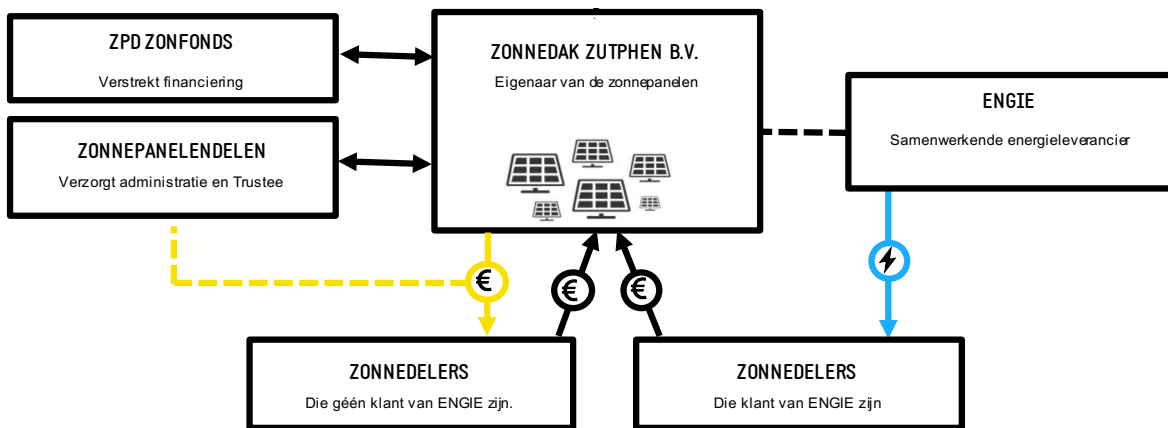 ZPD ZONFONDS
Verstrekt financiering
ZONNEPANELENDELEN
Verzorgt administratie en Trustee
ZONNEDAK ZUTPHEN B.V.
Eigenaar van de zonnepanelen
ENGIE
Samenwerkende energieleverancier
€
€
€
ZONNEDELERS
Die géén klant van ENGIE zijn.
ZONNEDELERS
Die klant van ENGIE zijn